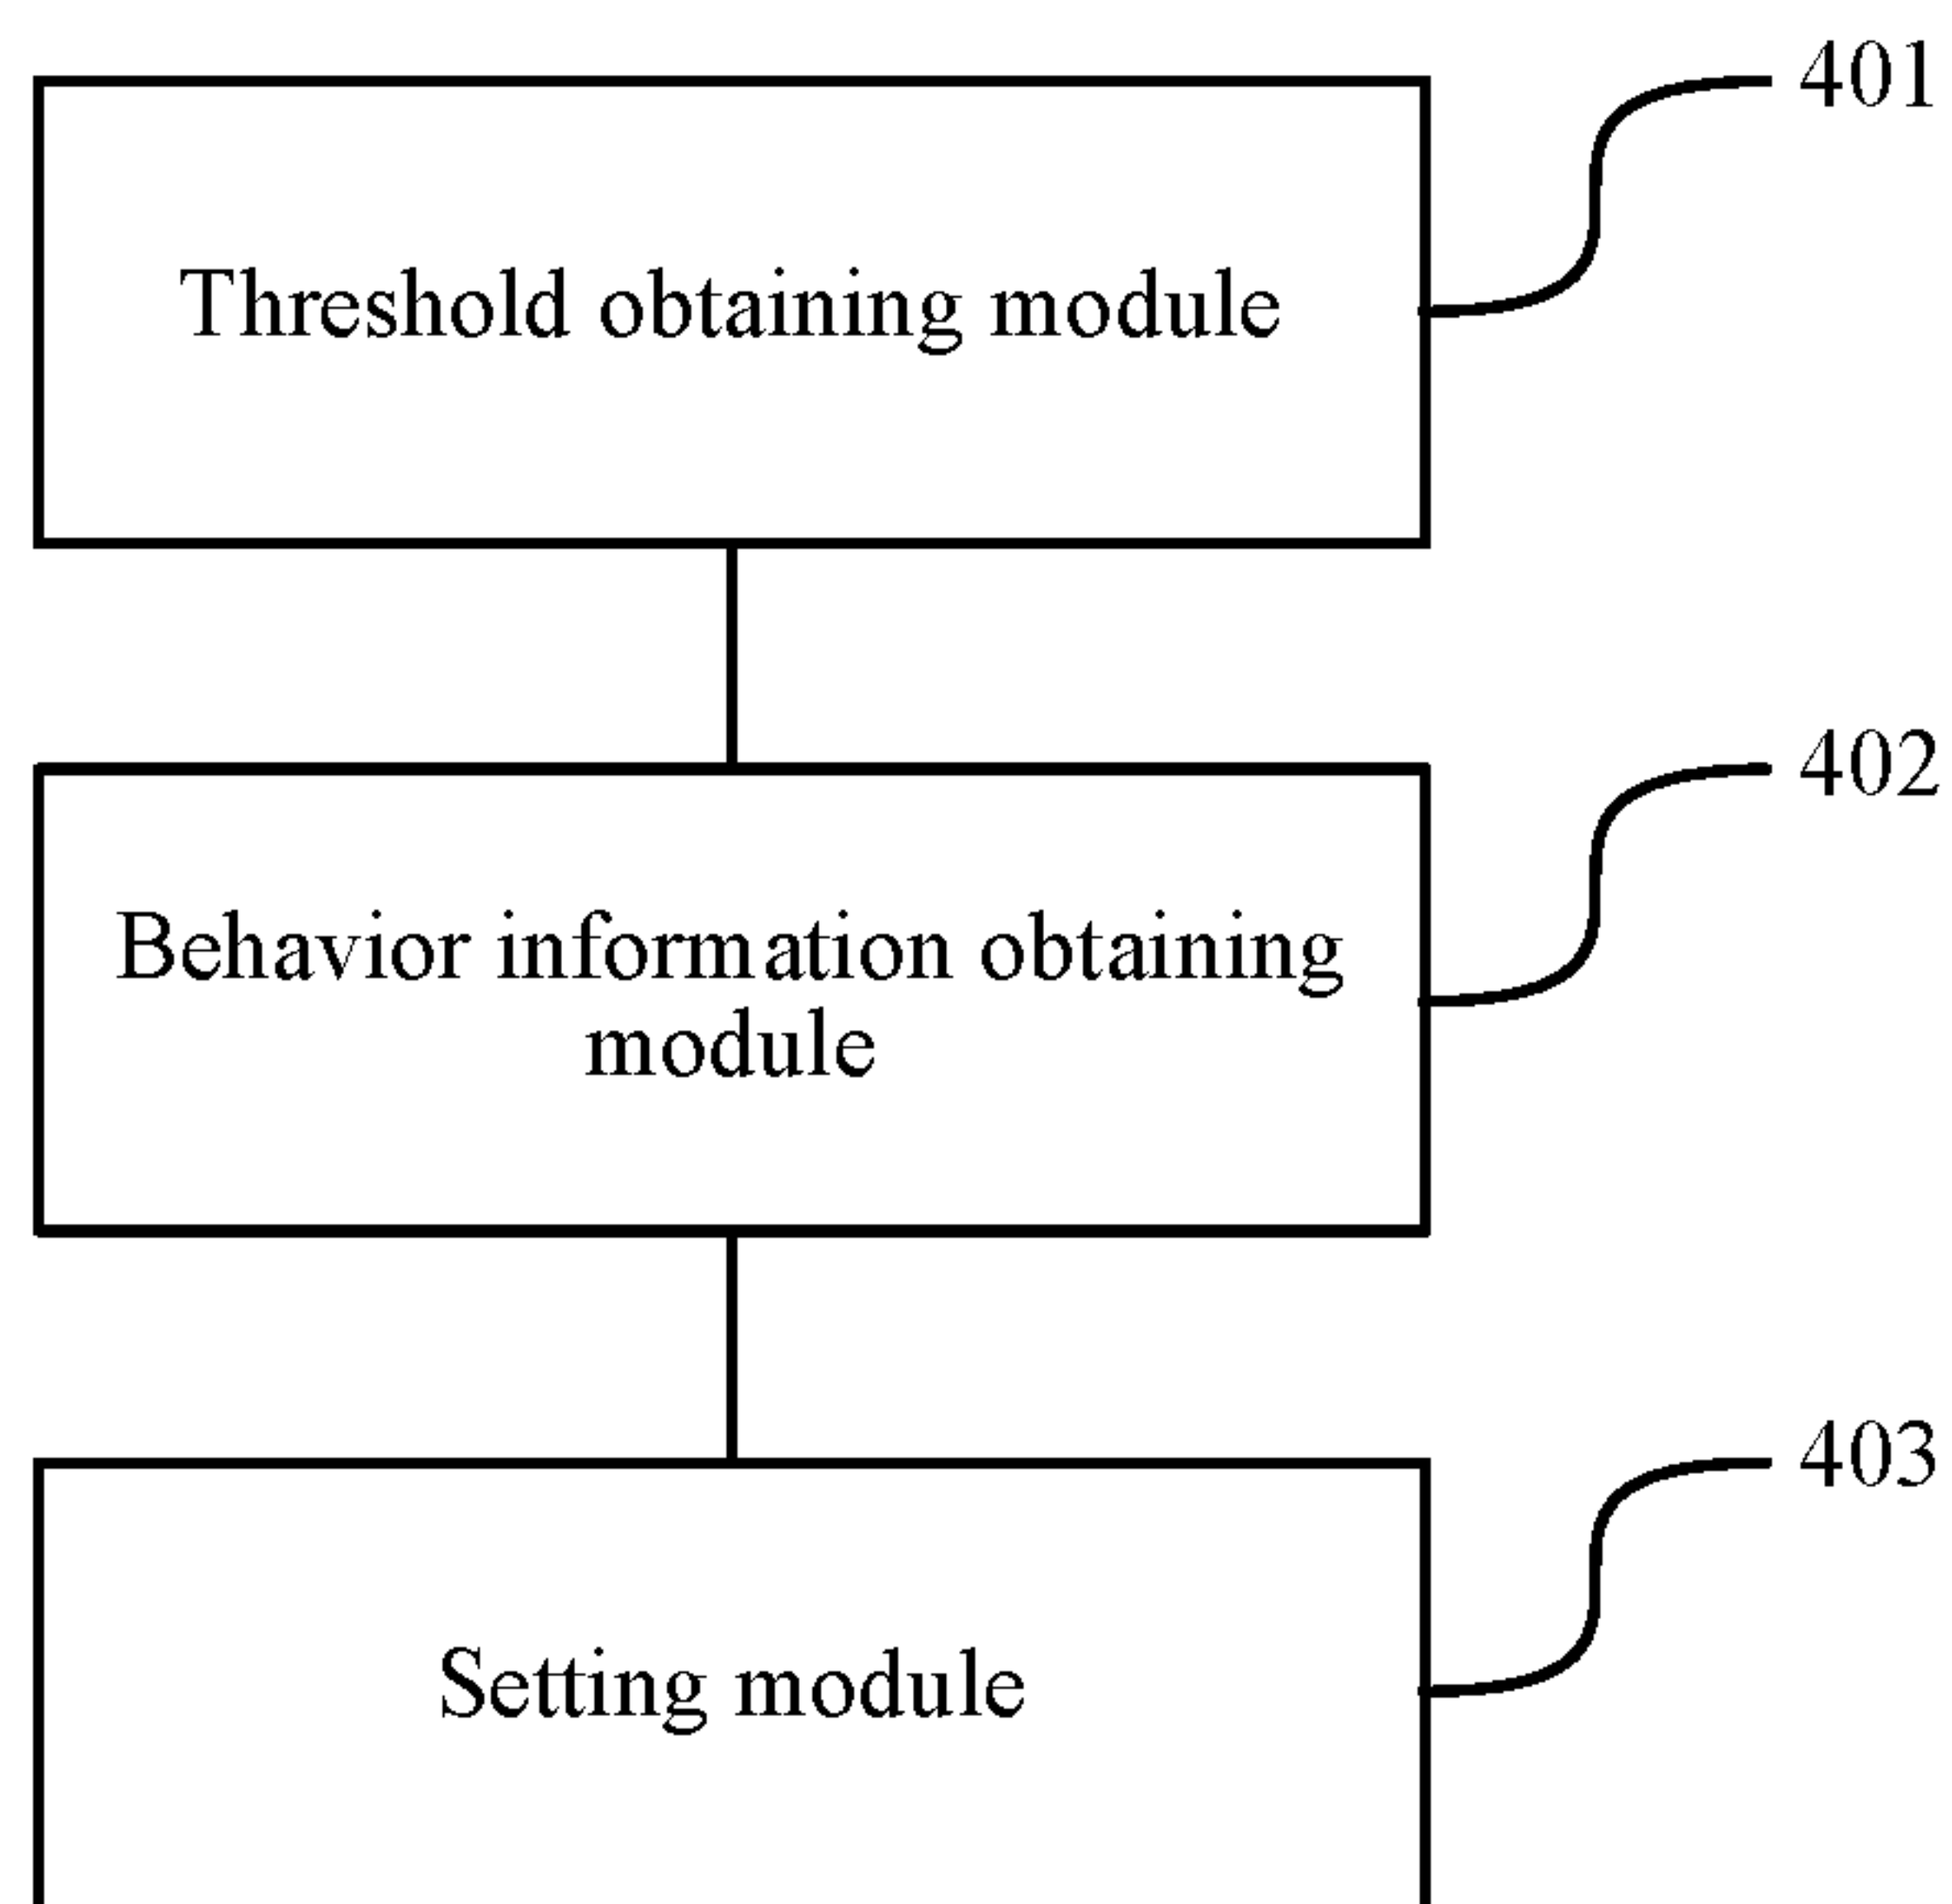 401
Threshold obtaining module
402
Behavior information obtaining
module
403
Setting module